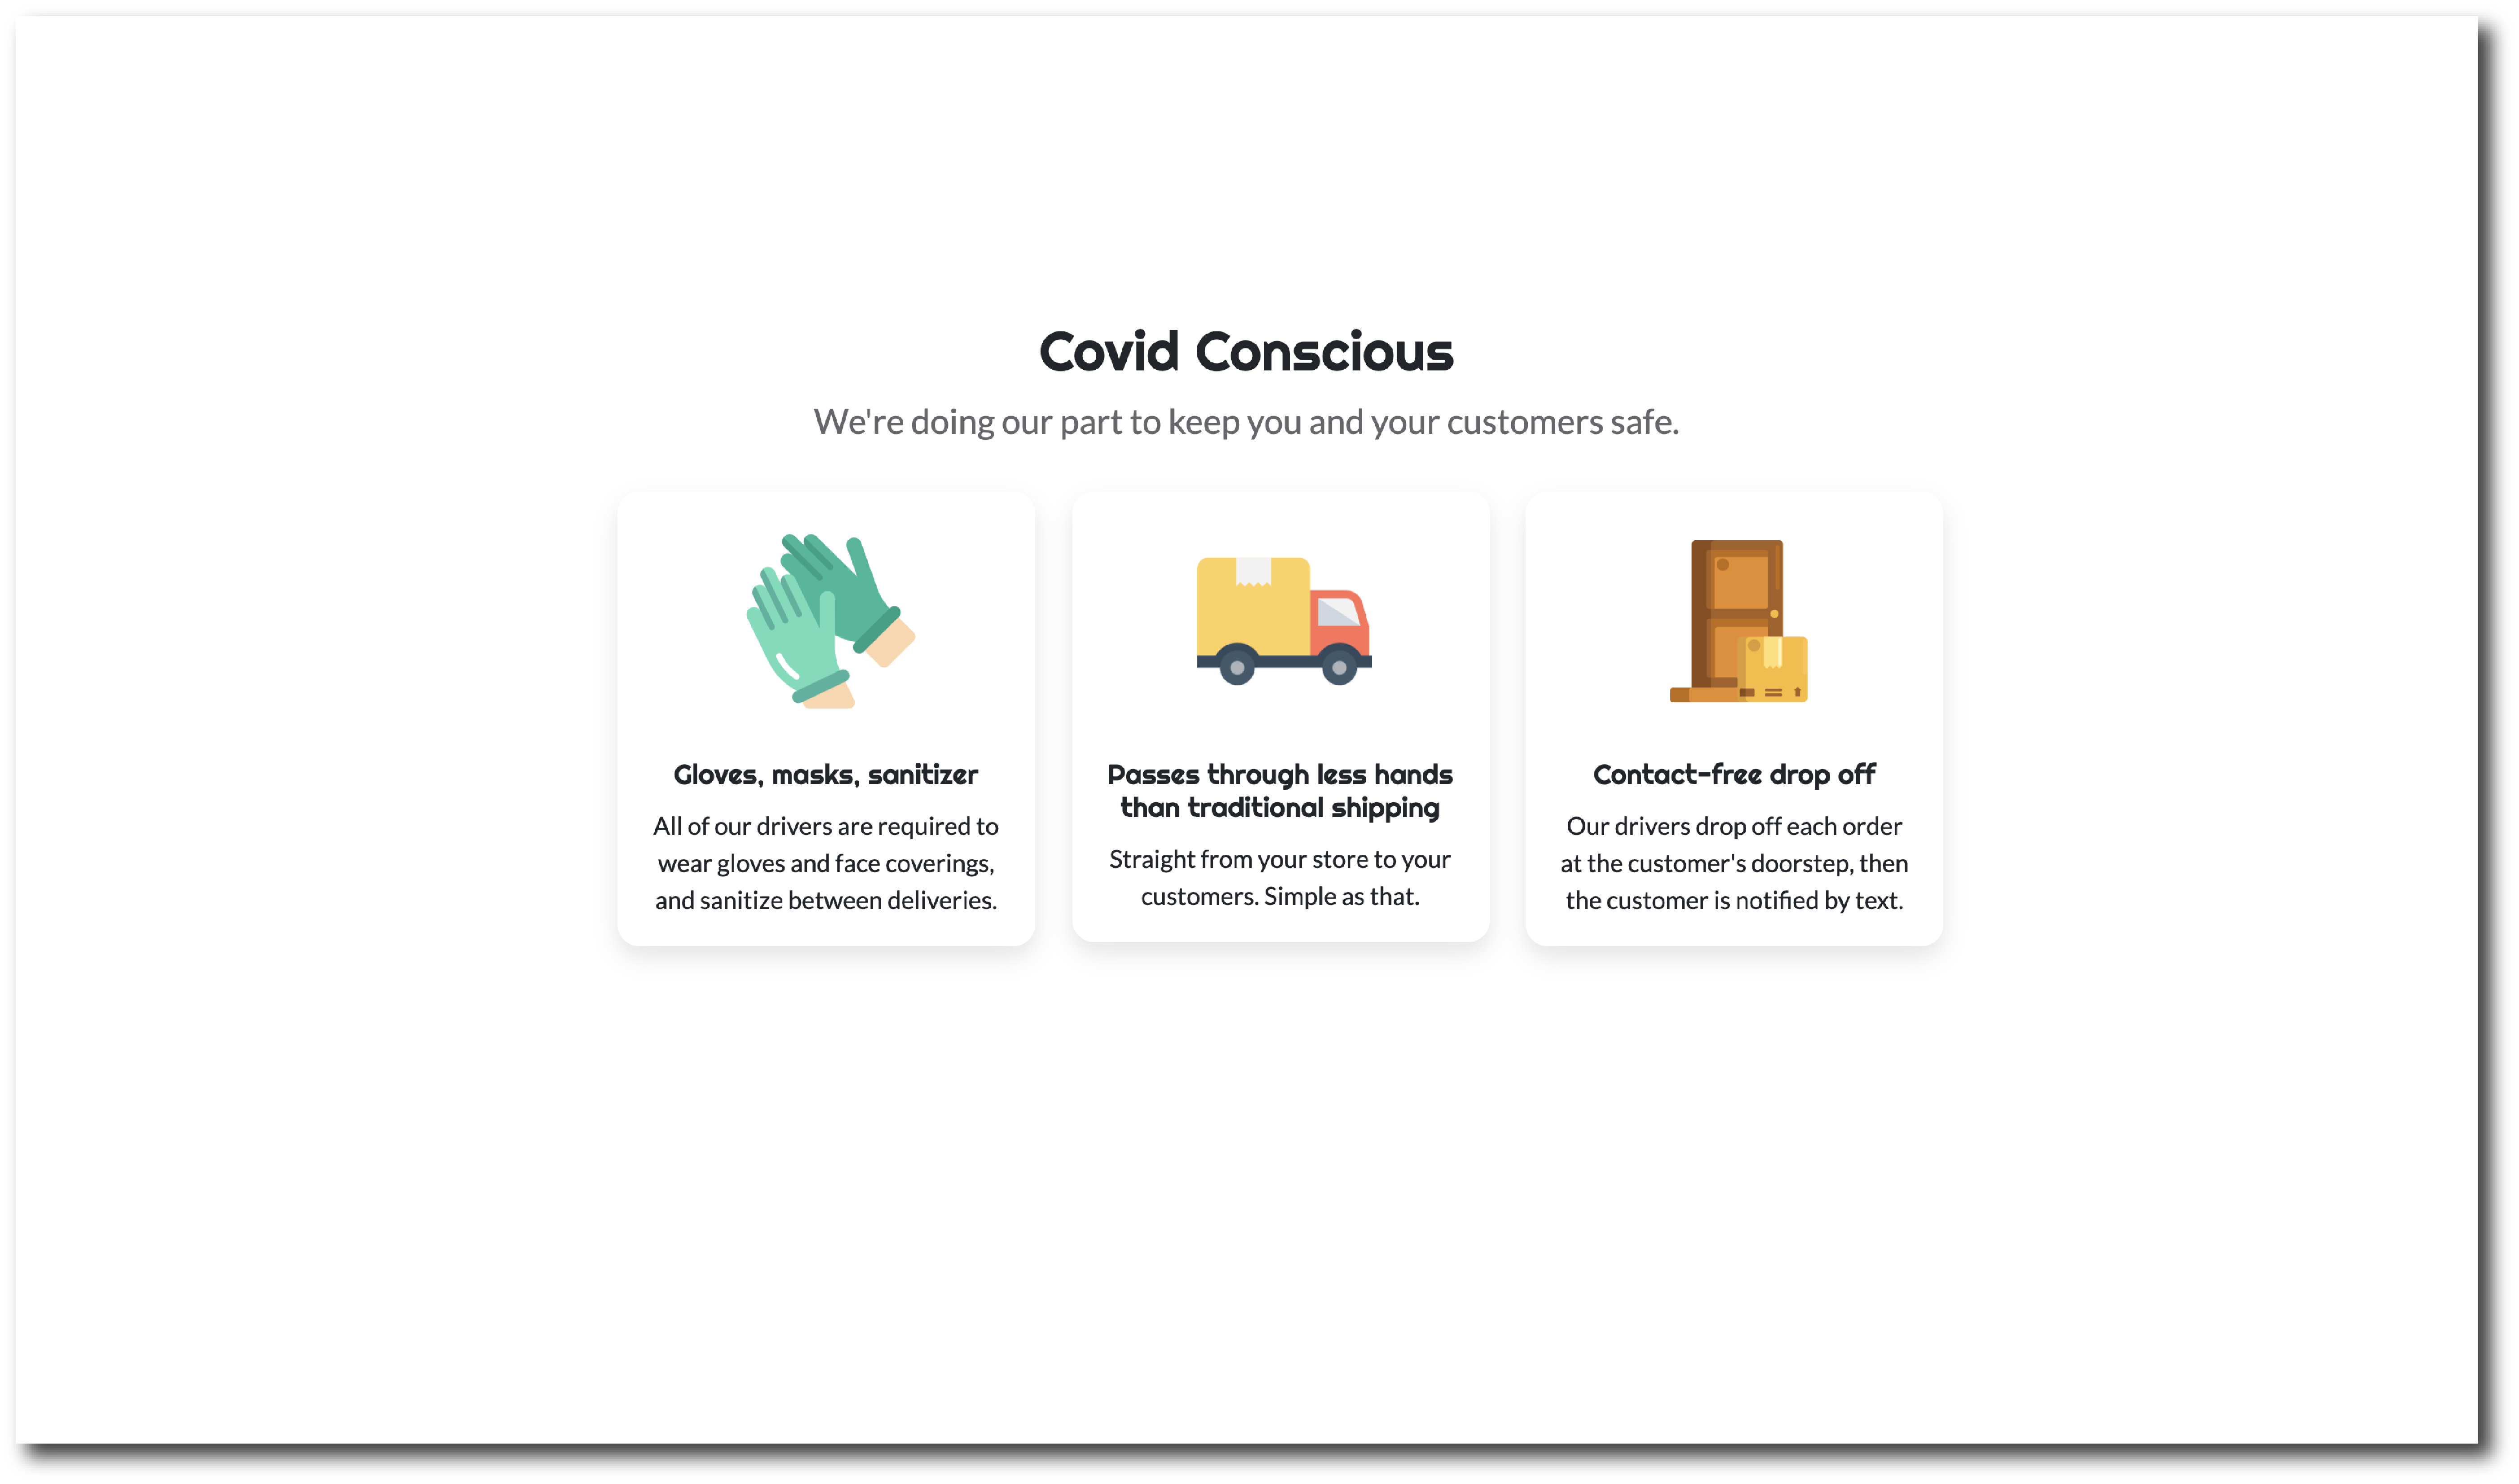 Covid Conscious
We're doing our part to keep you and your customers safe.
Gloves, masks, sanitizer
All of our drivers are required to
wear gloves and face coverings,
and sanitize between deliveries.
Passes through less hands
than traditional shipping
Straight from your store to your
customers. Simple as that.
Contact-free drop off
Our drivers drop off each order
at the customer's doorstep, then
the customer is notified by text.